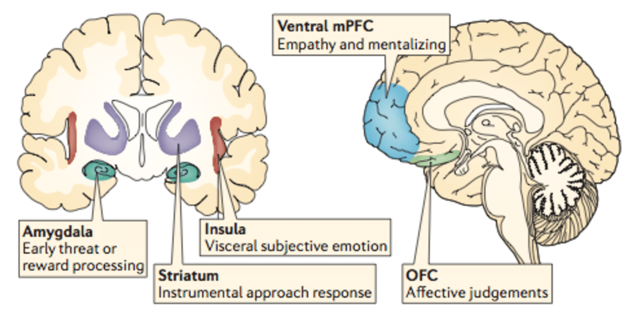 Ventral mPFC
Empathy and mentalizing
Amygdala
Early threat or
reward processing
Insula
Visceral subjective emotion
Striatum
Instrumental approach response
OFC
Affective judgements